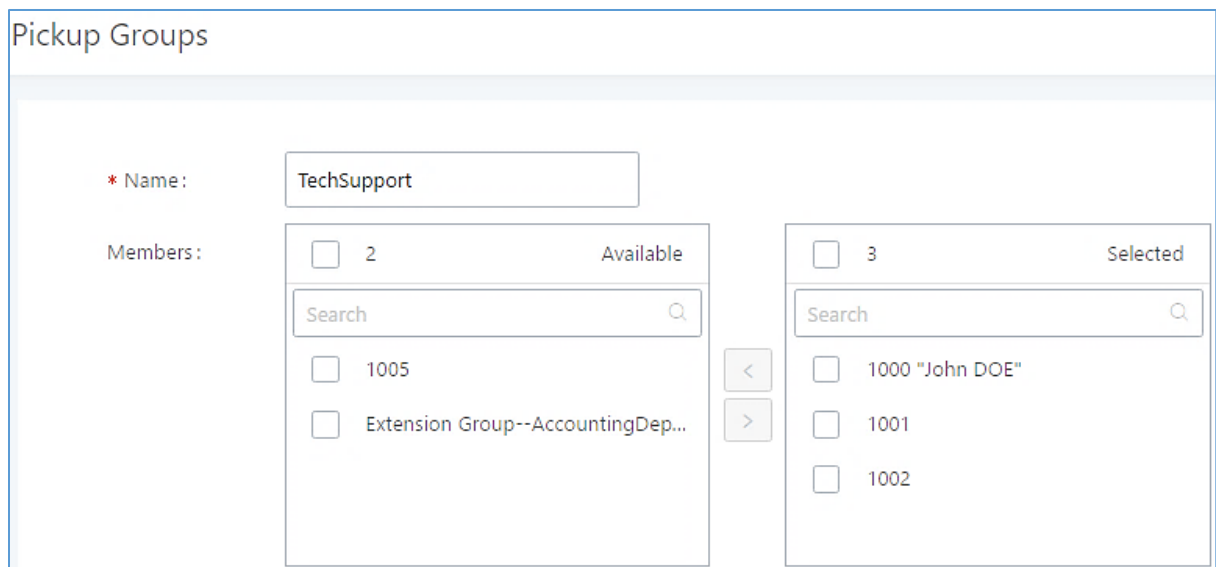 Pickup Groups
* Name: TechSupport
Members: 2 Available 3 Selected
Search Search
1005 < 1000 "John DOE"
Extension Group--AccountingDep... > 1001
1002